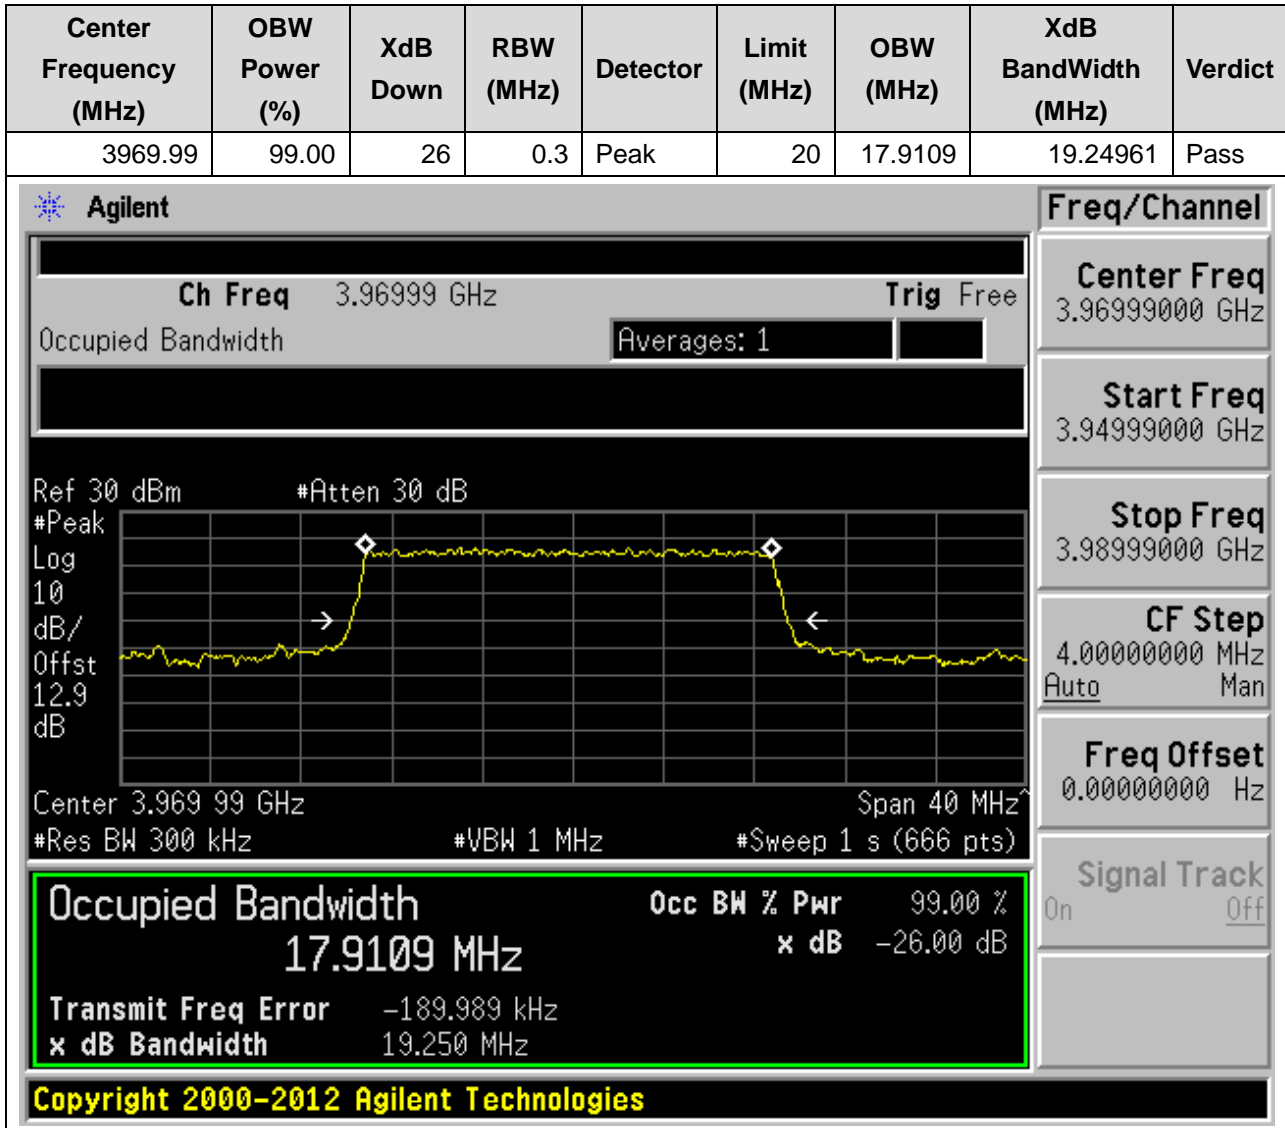 Center Frequency (MHz) OBW Power (%) XdB Down RBW (MHz) Detector Limit (MHz) OBW (MHz) XdB BandWidth (MHz) Verdict
3969.99 99.00 26 0.3 Peak 20 17.9109 19.24961 Pass
Agilent
Freq/Channel
Ch Freq 3.96999 GHz Trig Free
Occupied Bandwidth Averages: 1
Center Freq
3.96999000 GHz
Start Freq
3.94999000 GHz
Stop Freq
3.98999000 GHz
CF Step
4.00000000 MHz
Auto Man
Freq Offset
0.00000000 Hz
Signal Track
On Off
Ref 30 dBm #Atten 30 dB
#Peak
Log
10
dB/
Offst
12.9
dB
Center 3.969 99 GHz Span 40 MHz^
#Res BW 300 kHz #VBW 1 MHz #Sweep 1 s (666 pts)
Occupied Bandwidth Occ BW % Pwr 99.00 %
17.9109 MHz x dB -26.00 dB
Transmit Freq Error -189.989 kHz
x dB Bandwidth 19.250 MHz
Copyright 2000-2012 Agilent Technologies